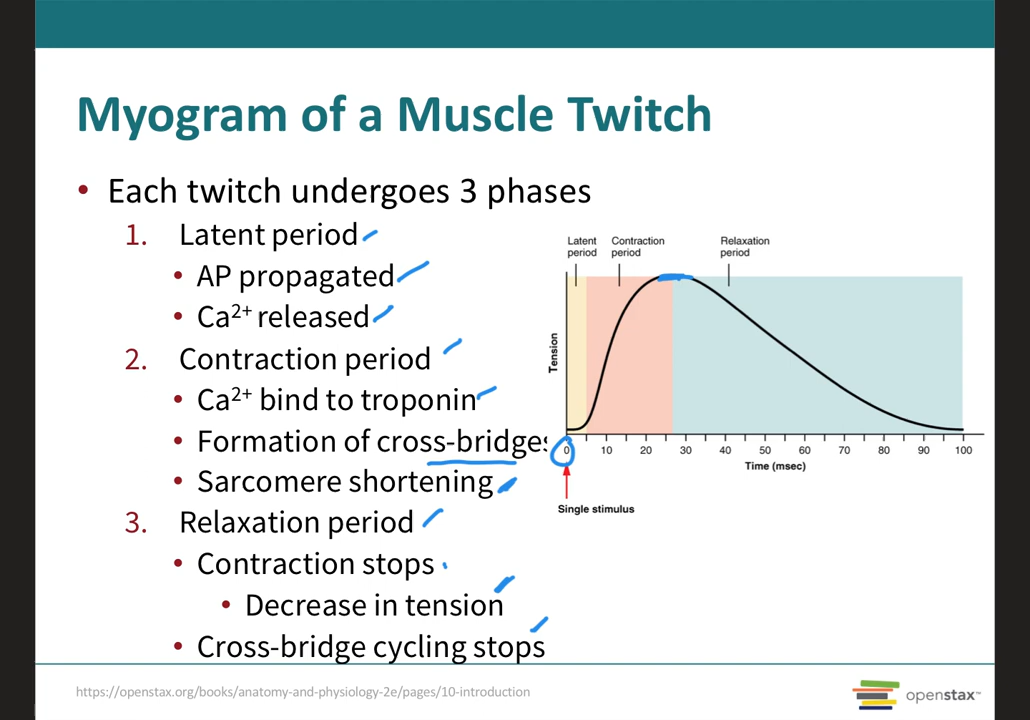 Myogram of a Muscle Twitch
• Each twitch undergoes 3 phases
1. Latent period
• AP propagated
• Ca²⁺ released
2. Contraction period
• Ca²⁺ bind to troponin
• Formation of cross-bridges
• Sarcomere shortening
3. Relaxation period
• Contraction stops
• Decrease in tension
• Cross-bridge cycling stops
Latent period
Contraction period
Relaxation period
Tension
0 10 20 30 40 50 60 70 80 90 100
Time (msec)
Single stimulus
https://openstax.org/books/anatomy-and-physiology-2e/pages/10-introduction
openstax™